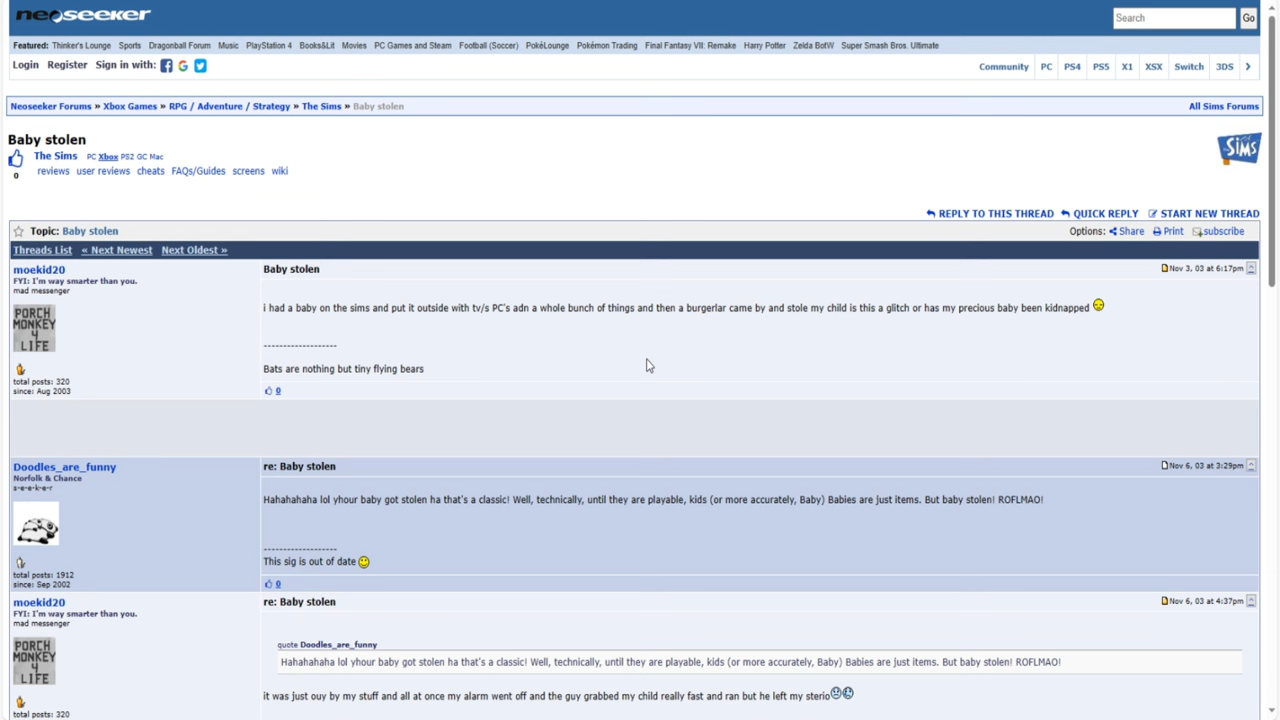 neoseeker
Search
Go
Featured: Thinker's Lounge Sports Dragonball Forum Music PlayStation 4 Books&Lit Movies PC Games and Steam Football (Soccer) PokéLounge Pokémon Trading Final Fantasy VII: Remake Harry Potter Zelda BotW Super Smash Bros. Ultimate
Login Register Sign in with:
Community PC PS4 PS5 X1 XSX Switch 3DS
Neoseeker Forums » Xbox Games » RPG / Adventure / Strategy » The Sims » Baby stolen
All Sims Forums
Baby stolen
The Sims PC Xbox PS2 GC Mac
0
reviews user reviews cheats FAQs/Guides screens wiki
The SIMS
REPLY TO THIS THREAD QUICK REPLY START NEW THREAD
Topic: Baby stolen
Options: Share Print subscribe
Threads List « Next Newest Next Oldest »
moekid20
FYI: I'm way smarter than you.
mad messenger
PORCH
MONKEY
4
LIFE
total posts: 320
since: Aug 2003
Baby stolen
Nov 3, 03 at 6:17pm
i had a baby on the sims and put it outside with tv/s PC's adn a whole bunch of things and then a burgerlar came by and stole my child is this a glitch or has my precious baby been kidnapped
-------------------
Bats are nothing but tiny flying bears
0
Doodles_are_funny
Norfolk & Chance
s-e-e-k-e-r
total posts: 1912
since: Sep 2002
re: Baby stolen
Nov 6, 03 at 3:29pm
Hahahahaha lol yhour baby got stolen ha that's a classic! Well, technically, until they are playable, kids (or more accurately, Baby) Babies are just items. But baby stolen! ROFLMAO!
-------------------
This sig is out of date
0
moekid20
FYI: I'm way smarter than you.
mad messenger
PORCH
MONKEY
4
LIFE
total posts: 320
re: Baby stolen
Nov 6, 03 at 4:37pm
quote Doodles_are_funny
Hahahahaha lol yhour baby got stolen ha that's a classic! Well, technically, until they are playable, kids (or more accurately, Baby) Babies are just items. But baby stolen! ROFLMAO!
it was just ouy by my stuff and all at once my alarm went off and the guy grabbed my child really fast and ran but he left my sterio